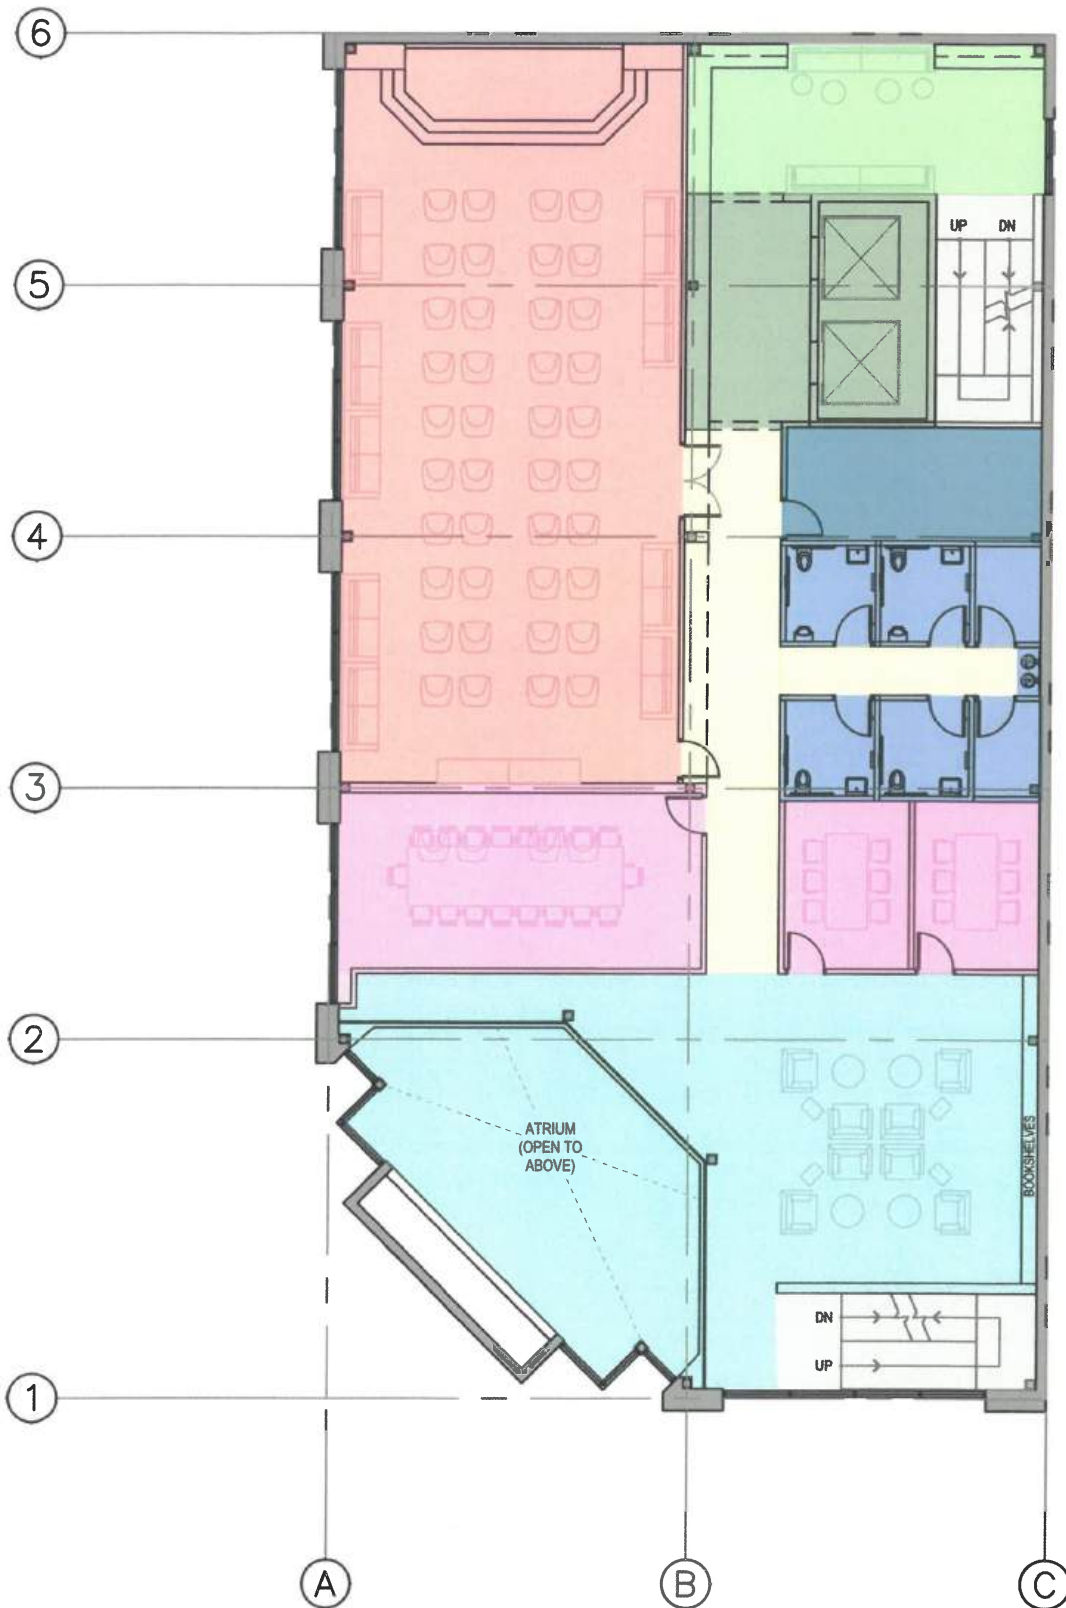 6
UP DN
5
4
3
2
ATRIUM
(OPEN TO
ABOVE)
BOOKSHELVES
DN
UP
1
A B C